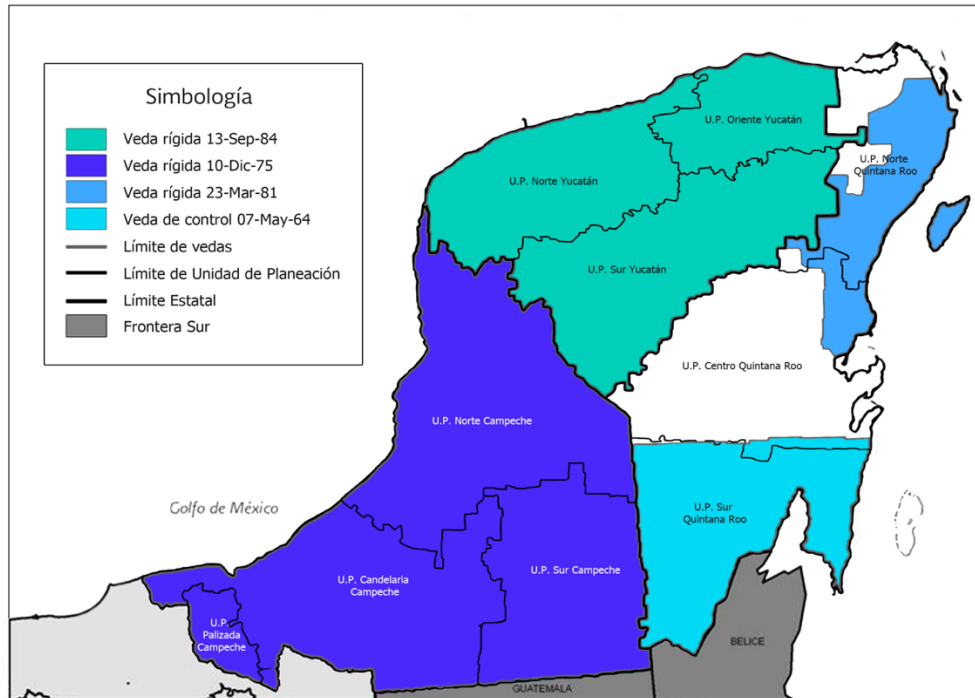 Simbología
Veda rígida 13-Sep-84
Veda rígida 10-Dic-75
Veda rígida 23-Mar-81
Veda de control 07-May-64
Límite de vedas
Límite de Unidad de Planeación
Límite Estatal
Frontera Sur
U.P. Oriente Yucatán
U.P. Norte
Quintana Roo
U.P. Norte Yucatán
U.P. Sur Yucatán
U.P. Centro Quintana Roo
U.P. Norte Campeche
Golfo de México
U.P. Sur
Quintana Roo
U.P. Candelaria
Campeche
U.P. Sur Campeche
U.P.
Palizada
Campeche
BELICE
GUATEMALA